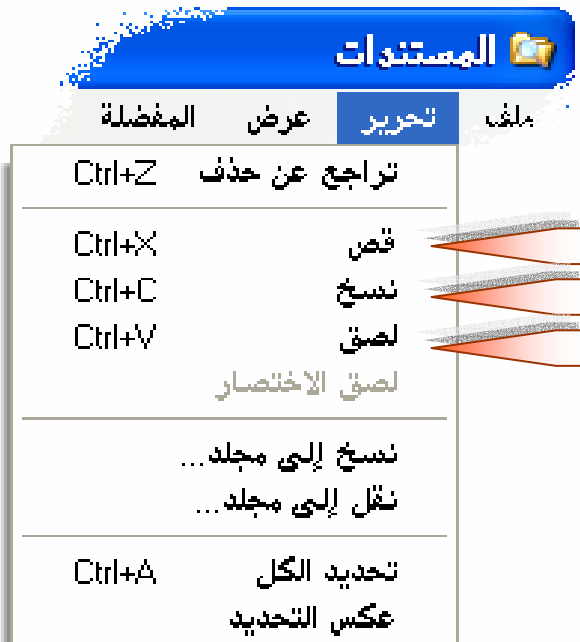 المستندات
ملف تحرير عرض المفضلة
تراجع عن حذف Ctrl+Z
قص Ctrl+X
نسخ Ctrl+C
لصق Ctrl+V
لصق الاختصار
نسخ إلى مجلد...
نقل إلى مجلد...
تحديد الكل Ctrl+A
عكس التحديد